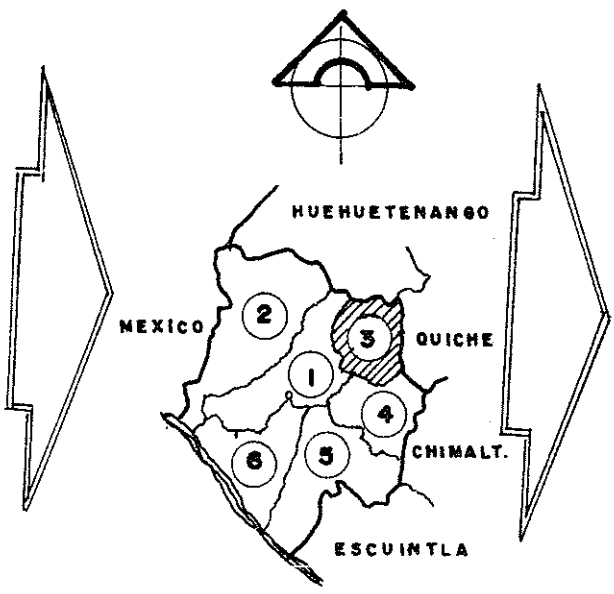 HUEHUETENANGO
MEXICO
2
3
QUICHE
1
4
CHIMALT.
6
5
ESCUINTLA